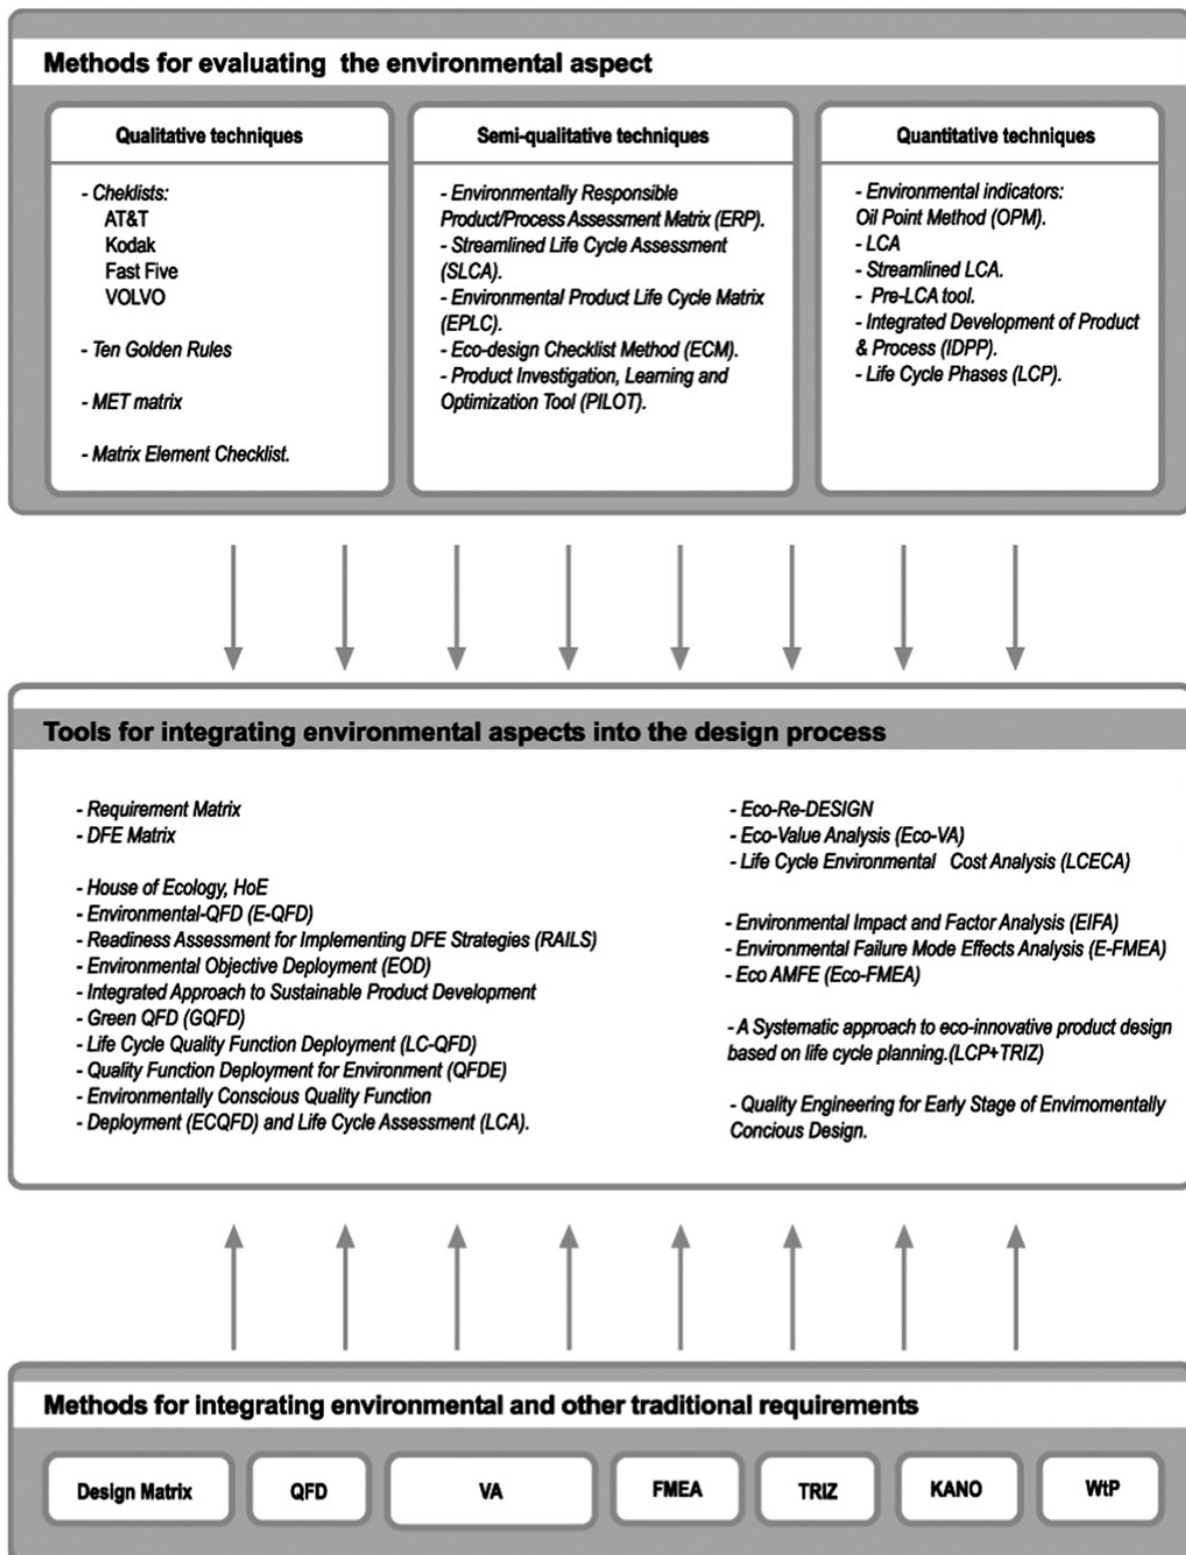 Methods for evaluating the environmental aspect
Qualitative techniques
- Cheklists:
AT&T
Kodak
Fast Five
VOLVO
- Ten Golden Rules
- MET matrix
- Matrix Element Checklist.
Semi-qualitative techniques
- Environmentally Responsible
Product/Process Assessment Matrix (ERP).
- Streamlined Life Cycle Assessment
(SLCA).
- Environmental Product Life Cycle Matrix
(EPLC).
- Eco-design Checklist Method (ECM).
- Product Investigation, Learning and
Optimization Tool (PILOT).
Quantitative techniques
- Environmental indicators:
Oil Point Method (OPM).
- LCA
- Streamlined LCA.
- Pre-LCA tool.
- Integrated Development of Product
& Process (IDPP).
- Life Cycle Phases (LCP).
Tools for integrating environmental aspects into the design process
- Requirement Matrix
- DFE Matrix
- House of Ecology, HoE
- Environmental-QFD (E-QFD)
- Readiness Assessment for Implementing DFE Strategies (RAILS)
- Environmental Objective Deployment (EOD)
- Integrated Approach to Sustainable Product Development
- Green QFD (GQFD)
- Life Cycle Quality Function Deployment (LC-QFD)
- Quality Function Deployment for Environment (QFDE)
- Environmentally Conscious Quality Function
- Deployment (ECQFD) and Life Cycle Assessment (LCA).
- Eco-Re-DESIGN
- Eco-Value Analysis (Eco-VA)
- Life Cycle Environmental Cost Analysis (LCECA)
- Environmental Impact and Factor Analysis (EIFA)
- Environmental Failure Mode Effects Analysis (E-FMEA)
- Eco AMFE (Eco-FMEA)
- A Systematic approach to eco-innovative product design
based on life cycle planning.(LCP+TRIZ)
- Quality Engineering for Early Stage of Envirnomentally
Concious Design.
Methods for integrating environmental and other traditional requirements
Design Matrix
QFD
VA
FMEA
TRIZ
KANO
WtP